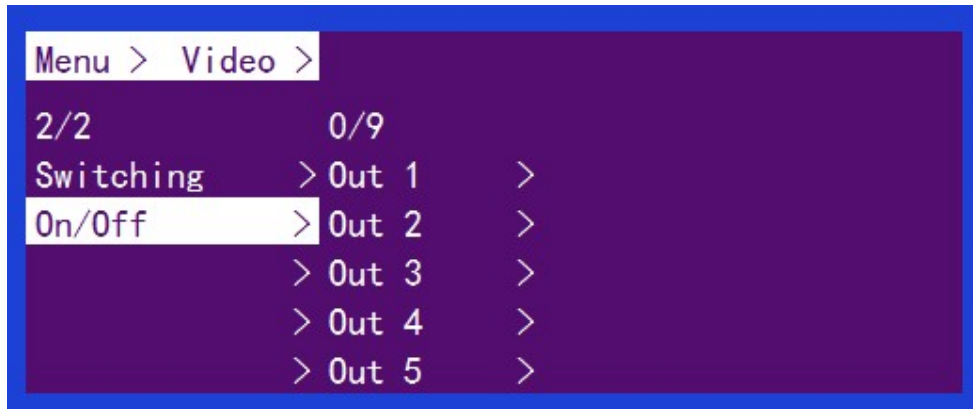 Menu > Video >
2/2 0/9
Switching > Out 1 >
On/Off > Out 2 >
> Out 3 >
> Out 4 >
> Out 5 >